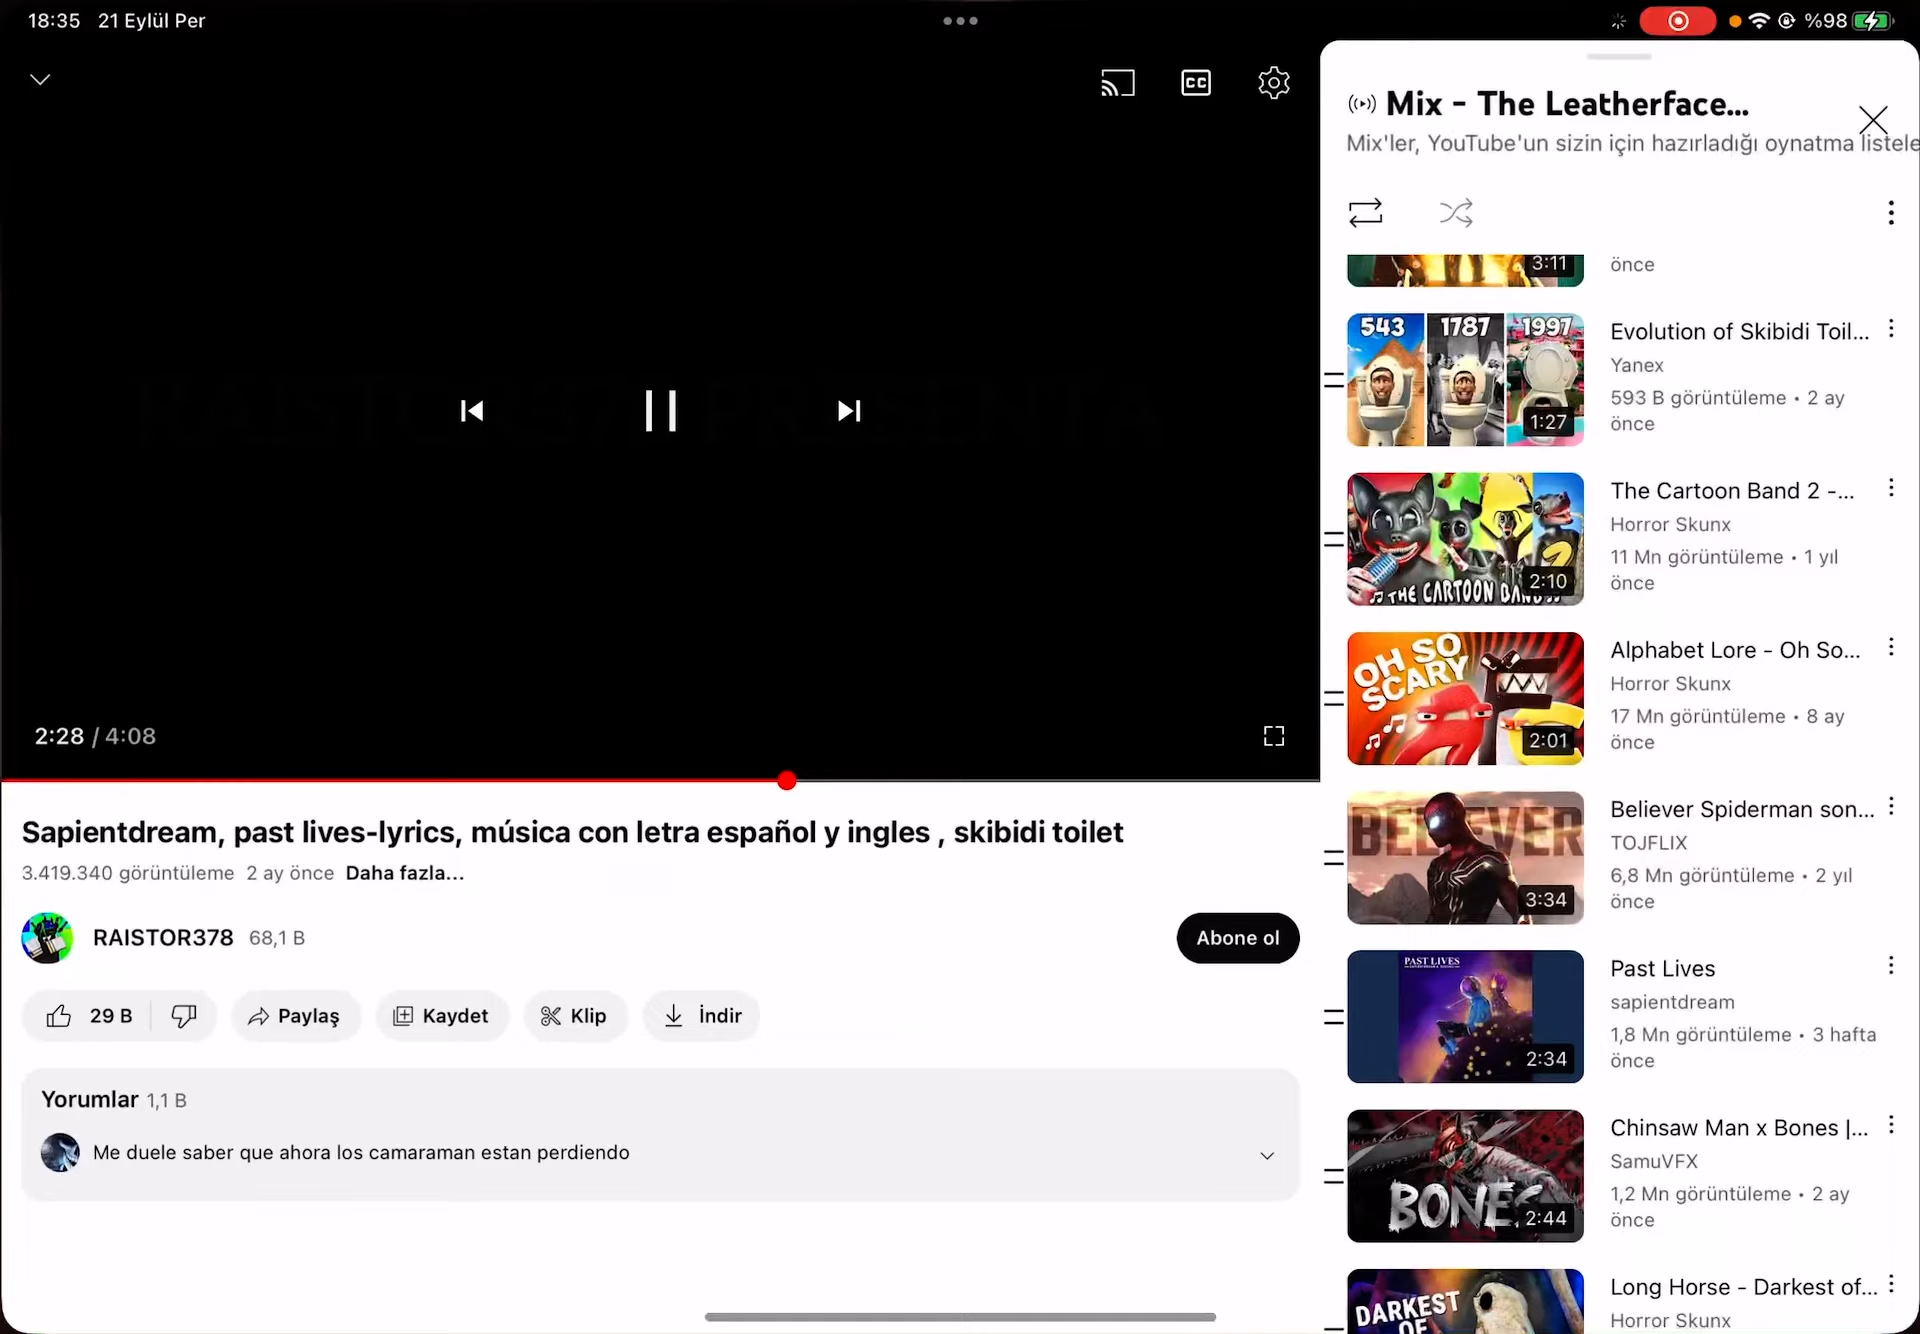 18:35 21 Eylül Per
%98
CC
2:28 / 4:08
Sapientdream, past lives-lyrics, música con letra español y ingles , skibidi toilet
3.419.340 görüntüleme 2 ay önce Daha fazla...
RAISTOR378 68,1 B
Abone ol
29 B
Paylaş
Kaydet
Klip
İndir
Yorumlar 1,1 B
Me duele saber que ahora los camaraman estan perdiendo
Mix - The Leatherface...
Mix'ler, YouTube'un sizin için hazırladığı oynatma listele
3:11
önce
543 1787 1997
1:27
Evolution of Skibidi Toil...
Yanex
593 B görüntüleme • 2 ay
önce
THE CARTOON BAND
2
2:10
The Cartoon Band 2 -...
Horror Skunx
11 Mn görüntüleme • 1 yıl
önce
OH SO
SCARY
2:01
Alphabet Lore - Oh So...
Horror Skunx
17 Mn görüntüleme • 8 ay
önce
BELIEVER
3:34
Believer Spiderman son...
TOJFLIX
6,8 Mn görüntüleme • 2 yıl
önce
PAST LIVES
2:34
Past Lives
sapientdream
1,8 Mn görüntüleme • 3 hafta
önce
BONES
2:44
Chinsaw Man x Bones |...
SamuVFX
1,2 Mn görüntüleme • 2 ay
önce
DARKEST
OF
Long Horse - Darkest of...
Horror Skunx